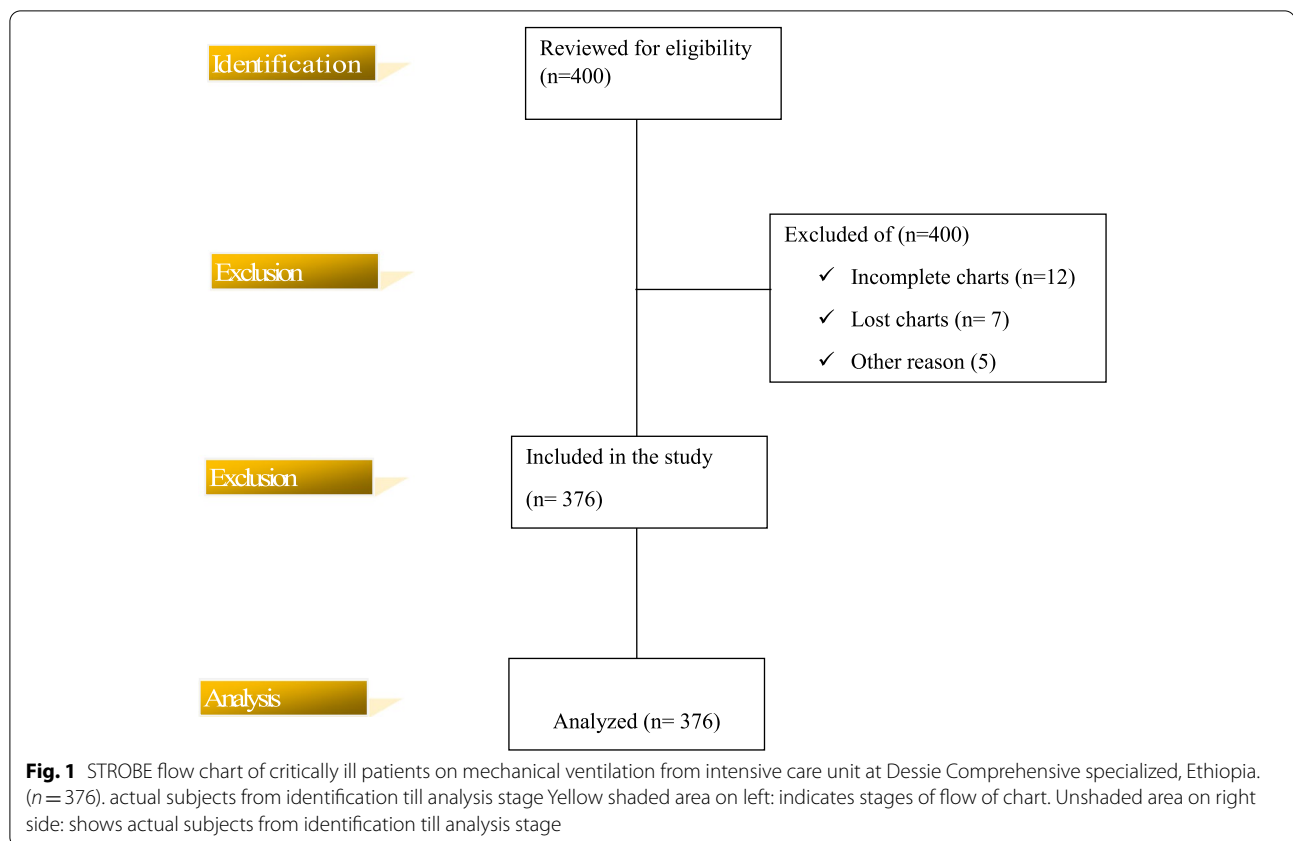 Identification
Reviewed for eligibility
(n=400)
Exclusion
Excluded of (n=400)
✓ Incomplete charts (n=12)
✓ Lost charts (n= 7)
✓ Other reason (5)
Exclusion
Included in the study
(n= 376)
Analysis
Analyzed (n= 376)
Fig. 1 STROBE flow chart of critically ill patients on mechanical ventilation from intensive care unit at Dessie Comprehensive specialized, Ethiopia.
(n = 376). actual subjects from identification till analysis stage Yellow shaded area on left: indicates stages of flow of chart. Unshaded area on right
side: shows actual subjects from identification till analysis stage